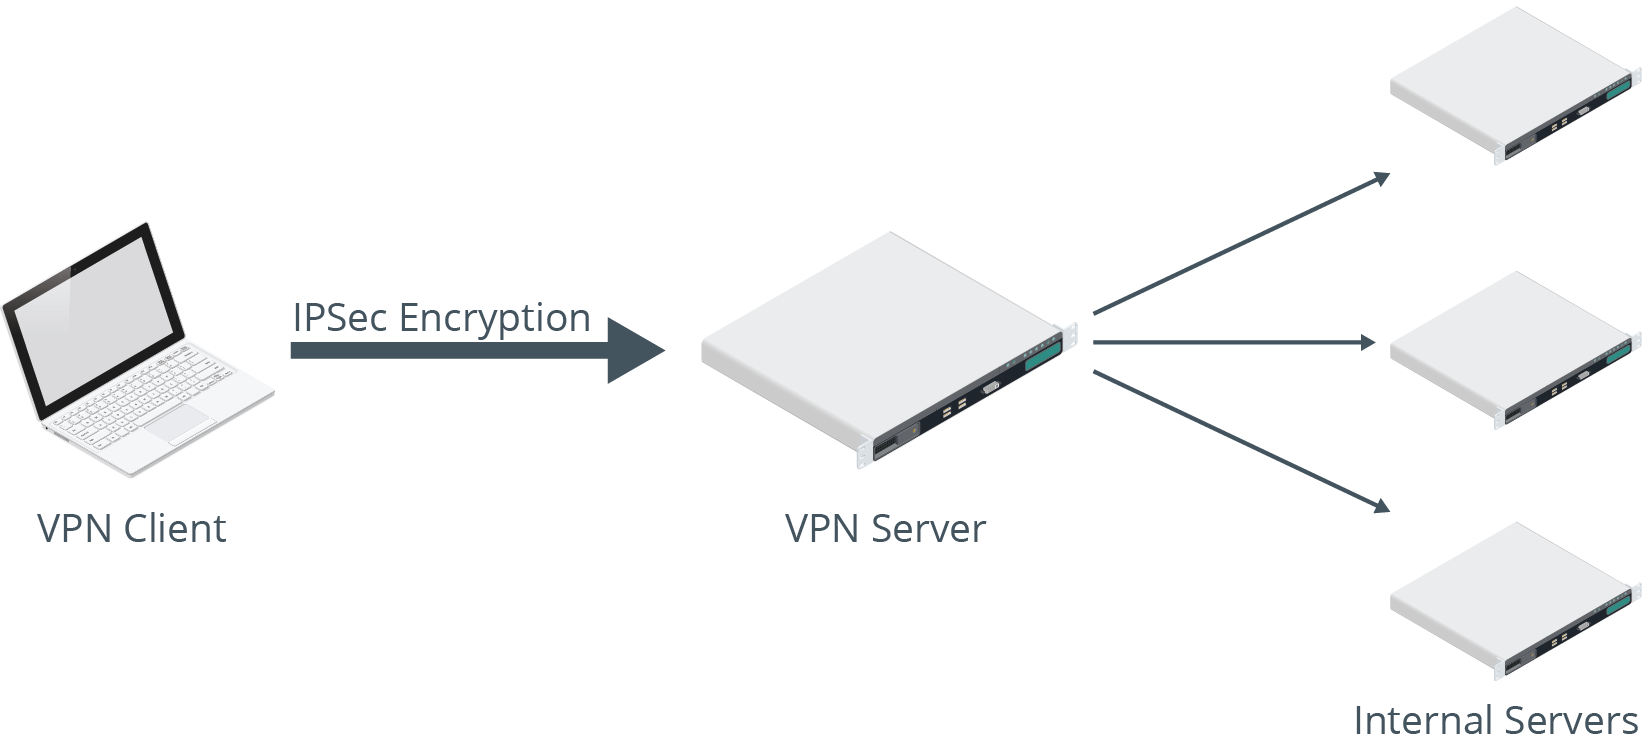 IPSec Encryption
VPN Client
VPN Server
Internal Servers